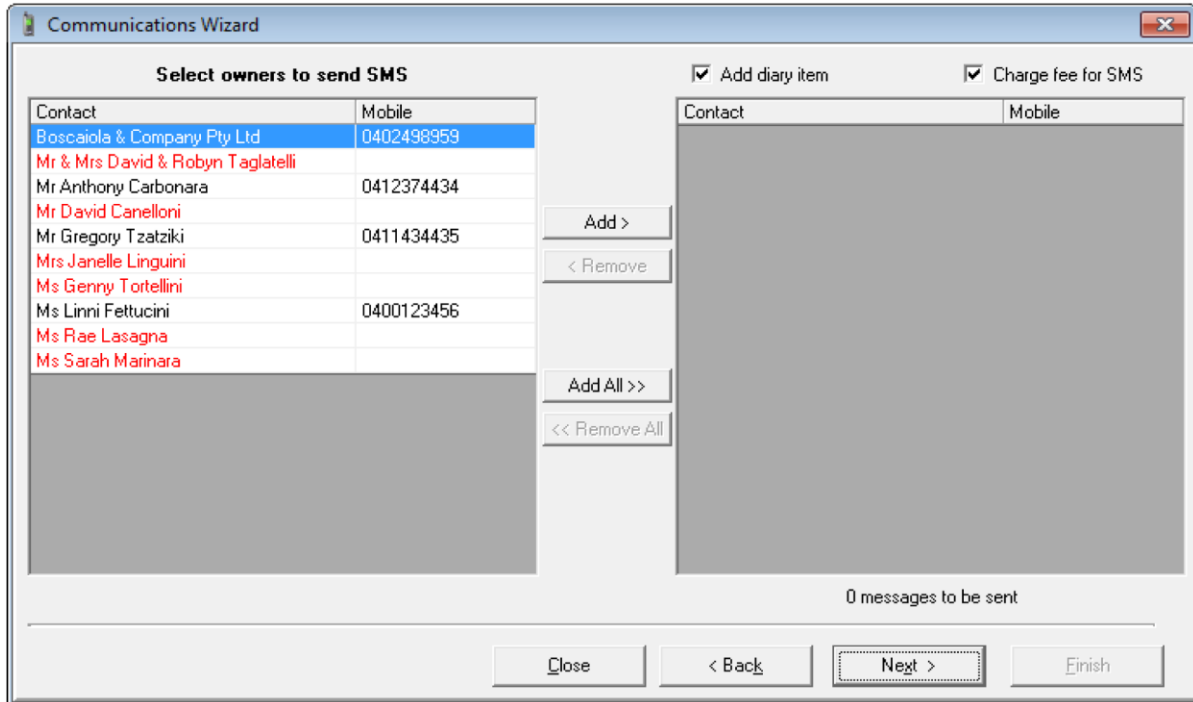 Communications Wizard
Select owners to send SMS
Add diary item
Charge fee for SMS
Contact Mobile
Boscaiola & Company Pty Ltd 0402498959
Mr & Mrs David & Robyn Taglatelli
Mr Anthony Carbonara 0412374434
Mr David Canelloni
Mr Gregory Tzatziki 0411434435
Mrs Janelle Linguini
Ms Genny Tortellini
Ms Linni Fettucini 0400123456
Ms Rae Lasagna
Ms Sarah Marinara
Add >
< Remove
Add All >>
<< Remove All
Contact Mobile
0 messages to be sent
Close
< Back
Next >
Finish